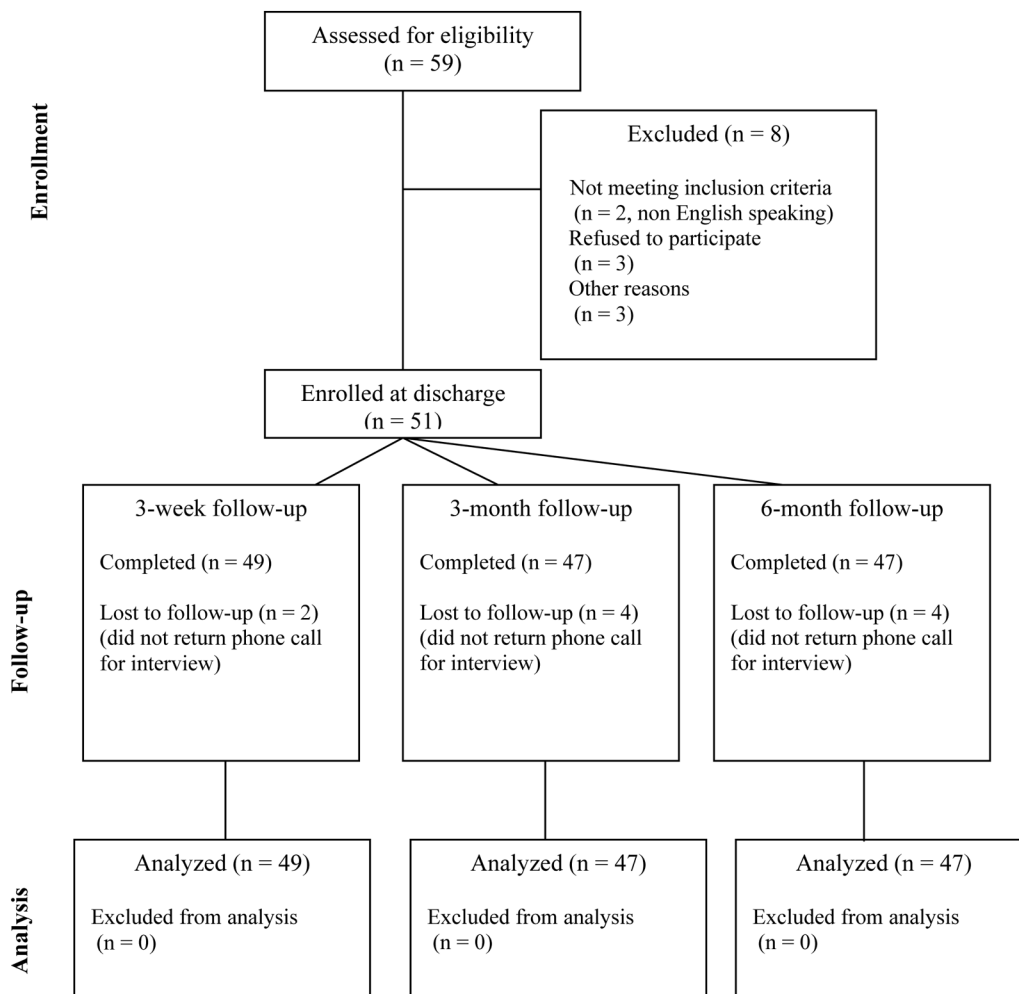 Assessed for eligibility
(n = 59)
Enrollment
Excluded (n = 8)
Not meeting inclusion criteria
(n = 2, non English speaking)
Refused to participate
(n = 3)
Other reasons
(n = 3)
Enrolled at discharge
(n = 51)
Follow-up
3-week follow-up
Completed (n = 49)
Lost to follow-up (n = 2)
(did not return phone call
for interview)
3-month follow-up
Completed (n = 47)
Lost to follow-up (n = 4)
(did not return phone call
for interview)
6-month follow-up
Completed (n = 47)
Lost to follow-up (n = 4)
(did not return phone call
for interview)
Analysis
Analyzed (n = 49)
Excluded from analysis
(n = 0)
Analyzed (n = 47)
Excluded from analysis
(n = 0)
Analyzed (n = 47)
Excluded from analysis
(n = 0)